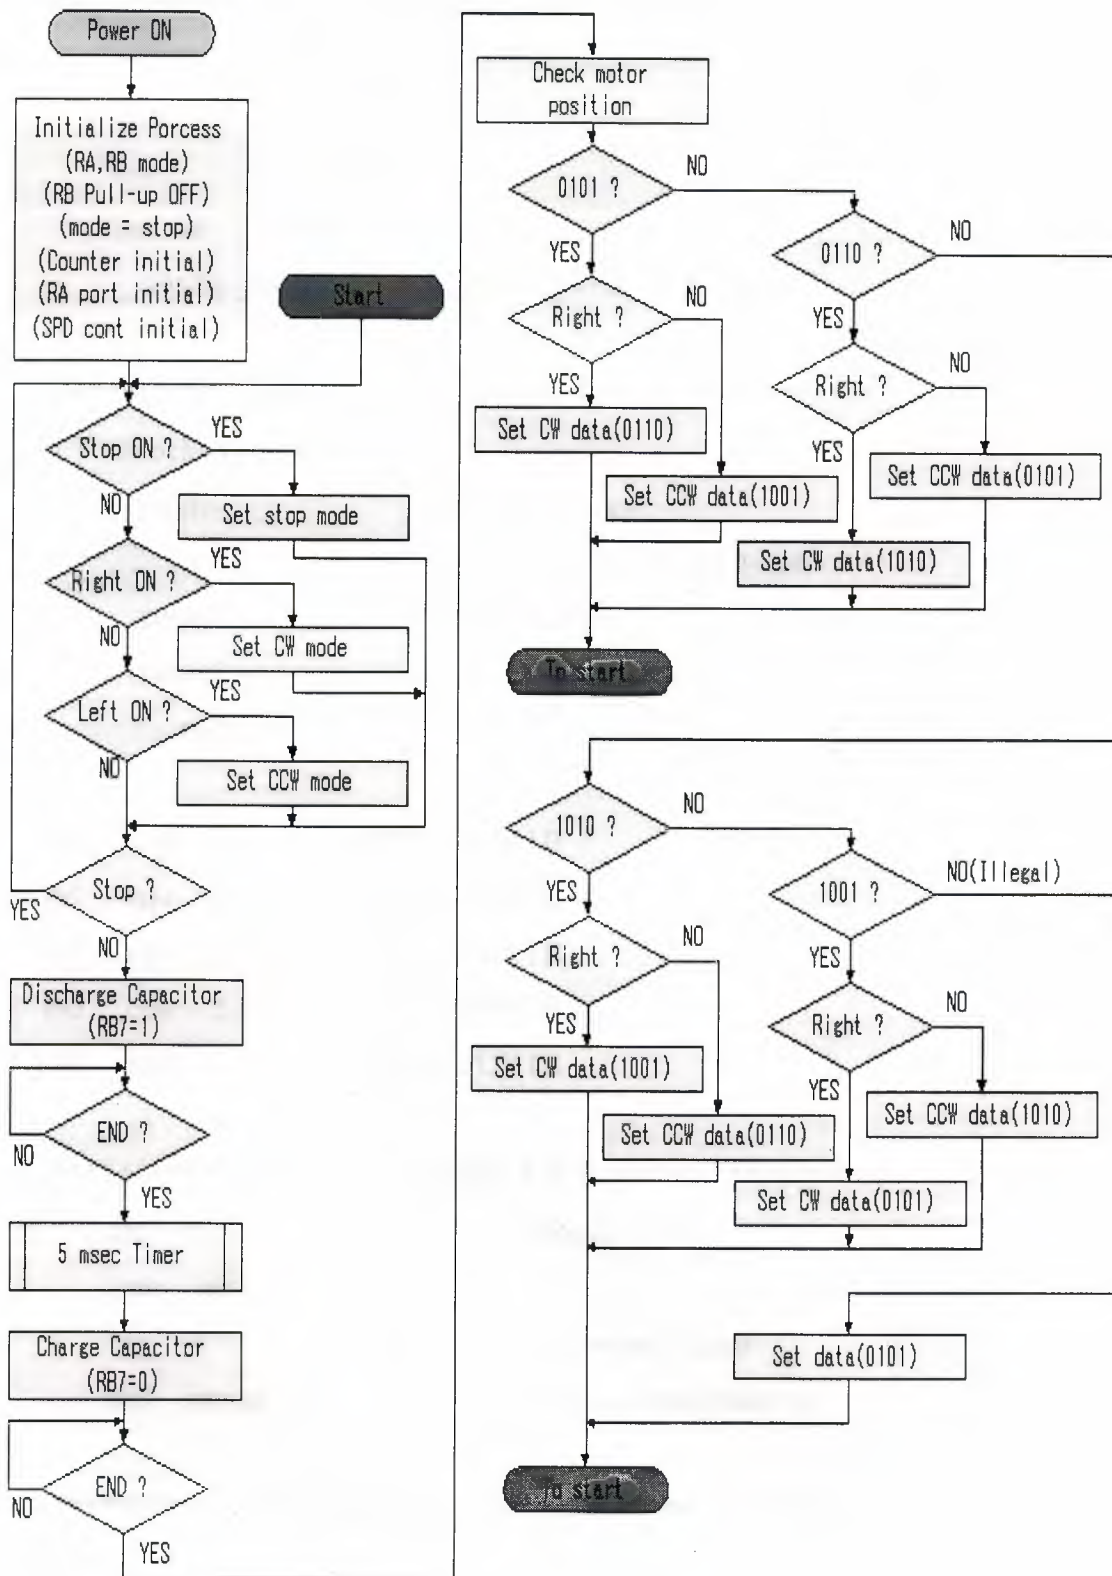 Power ON
Initialize Porcess
(RA,RB mode)
(RB Pull-up OFF)
(mode = stop)
(Counter initial)
(RA port initial)
(SPD cont initial)
Start
Stop ON ?
YES
NO
Set stop mode
Right ON ?
YES
NO
Set CW mode
Left ON ?
YES
NO
Set CCW mode
Stop ?
YES
NO
Discharge Capacitor
(RB7=1)
END ?
NO
YES
5 msec Timer
Charge Capacitor
(RB7=0)
END ?
NO
YES
Check motor
position
0101 ?
NO
YES
0110 ?
NO
YES
Right ?
NO
YES
Right ?
NO
YES
Set CW data(0110)
Set CCW data(1001)
Set CCW data(0101)
Set CW data(1010)
To start
1010 ?
NO
YES
1001 ?
NO(Illegal)
YES
Right ?
NO
YES
Right ?
NO
YES
Set CW data(1001)
Set CCW data(0110)
Set CCW data(1010)
Set CW data(0101)
Set data(0101)
To start